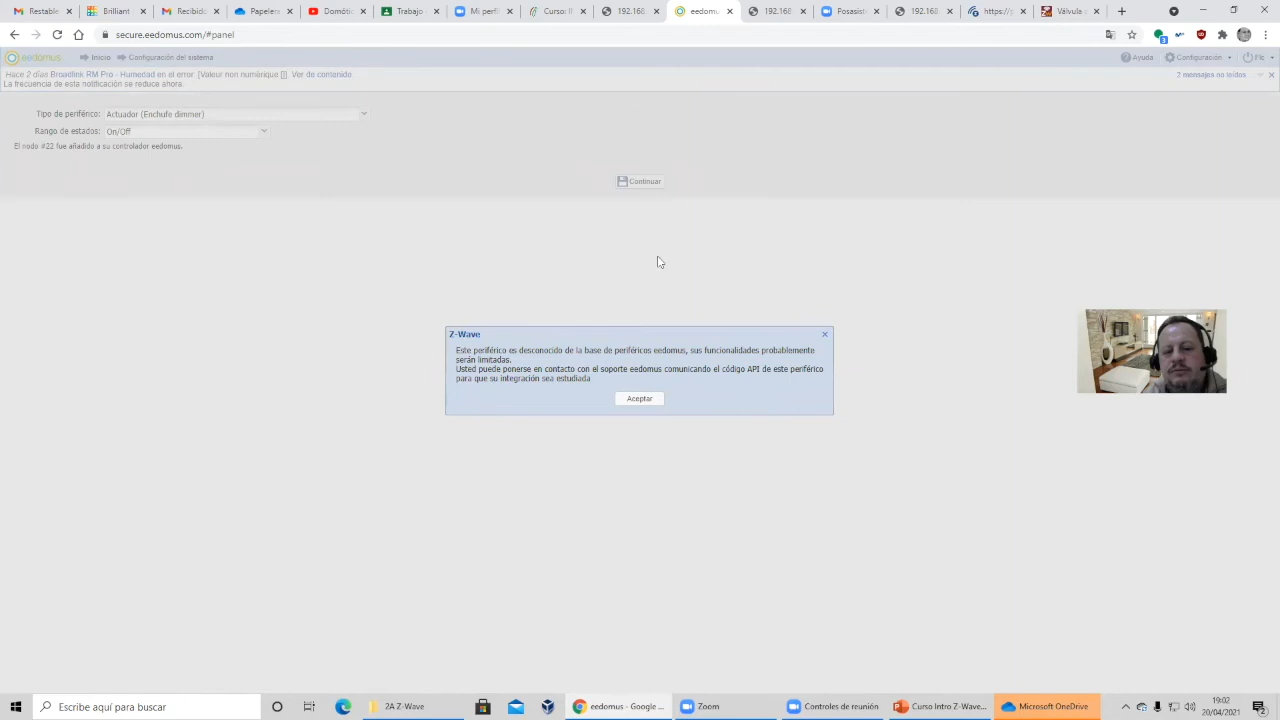 Restable
Brilliant
Recibido
Papelero
Domótic
Trabajo
Mi perfil
Curso II
192.168
eedomu
192.168
Posasist
192.168
https://p
Válvula
secure.eedomus.com/#panel
3
eedomus
Inicio
Configuración del sistema
Ayuda
Configuración
Hace 2 días Broadlink RM Pro - Humedad en el error: [Valeur non numérique []]. Ver de contenido.
2 mensajes no leídos
La frecuencia de esta notificación se reduce ahora.
Tipo de periférico:
Actuador (Enchufe dimmer)
Rango de estados:
On/Off
El nodo #22 fue añadido a su controlador eedomus.
Continuar
Z-Wave
Este periférico es desconocido de la base de periféricos eedomus, sus funcionalidades probablemente
serán limitadas.
Usted puede ponerse en contacto con el soporte eedomus comunicando el código API de este periférico
para que su integración sea estudiada
Aceptar
Escribe aquí para buscar
2A Z-Wave
eedomus - Google ...
Zoom
Controles de reunión
Curso Intro Z-Wave...
Microsoft OneDrive
19:02
20/04/2021